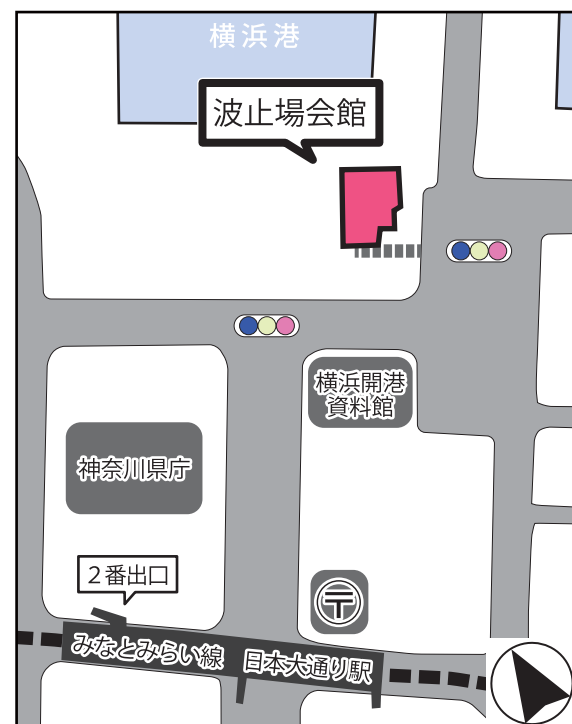 横浜港
波止場会館
横浜開港
資料館
神奈川県庁
2番出口
〒
みなとみらい線 日本大通り駅